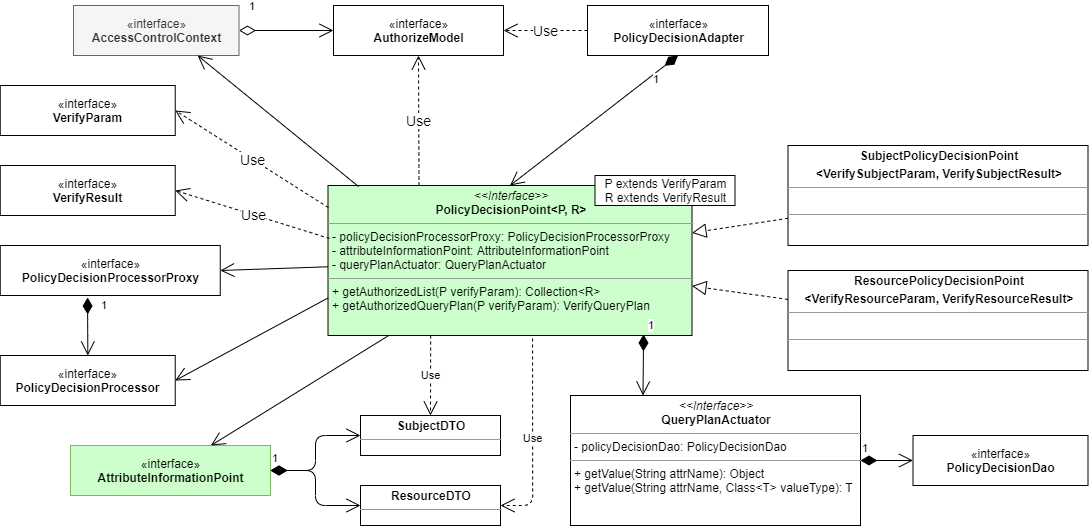 1
«interface»
AccessControlContext
«interface»
AuthorizeModel
Use
«interface»
PolicyDecisionAdapter
1
«interface»
VerifyParam
Use
Use
«interface»
VerifyResult
Use
SubjectPolicyDecisionPoint
<VerifySubjectParam, VerifySubjectResult>
P extends VerifyParam
R extends VerifyResult
<<Interface>>
PolicyDecisionPoint<P, R>
- policyDecisionProcessorProxy: PolicyDecisionProcessorProxy
- attributeInformationPoint: AttributeInformationPoint
- queryPlanActuator: QueryPlanActuator
+ getAuthorizedList(P verifyParam): Collection<R>
+ getAuthorizedQueryPlan(P verifyParam): VerifyQueryPlan
1
«interface»
PolicyDecisionProcessorProxy
1
ResourcePolicyDecisionPoint
<VerifyResourceParam, VerifyResourceResult>
«interface»
PolicyDecisionProcessor
Use
Use
«interface»
AttributeInformationPoint
1
SubjectDTO
ResourceDTO
<<Interface>>
QueryPlanActuator
- policyDecisionDao: PolicyDecisionDao
+ getValue(String attrName): Object
+ getValue(String attrName, Class<T> valueType): T
1
«interface»
PolicyDecisionDao